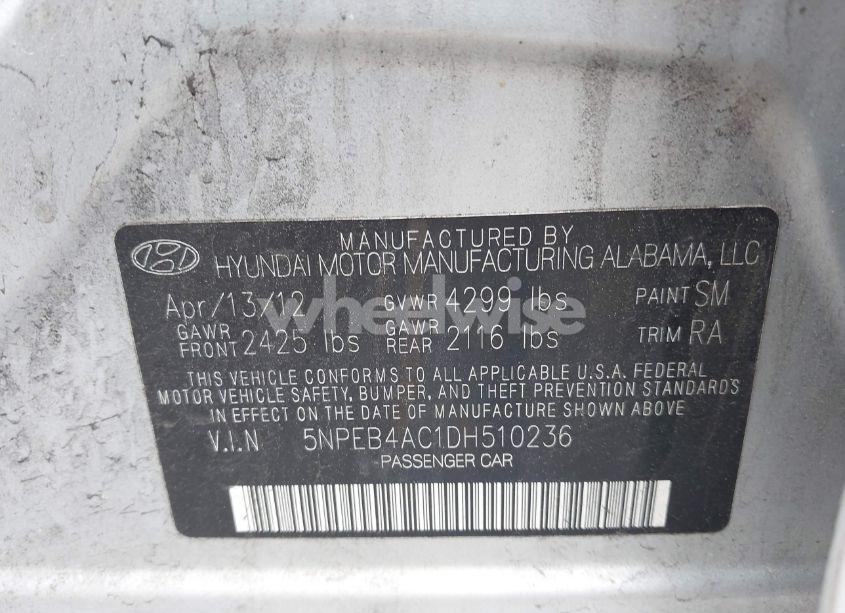 MANUFACTURED BY
HYUNDAI MOTOR MANUFACTURING ALABAMA, LLC
Apr/13/12 GVWR 4299 lbs PAINT SM
GAWR FRONT 2425 lbs GAWR REAR 2116 lbs TRIM RA
THIS VEHICLE CONFORMS TO ALL APPLICABLE U.S.A. FEDERAL
MOTOR VEHICLE SAFETY, BUMPER, AND THEFT PREVENTION STANDARDS
IN EFFECT ON THE DATE OF MANUFACTURE SHOWN ABOVE
V.I.N 5NPEB4AC1DH510236
PASSENGER CAR
wheelwise